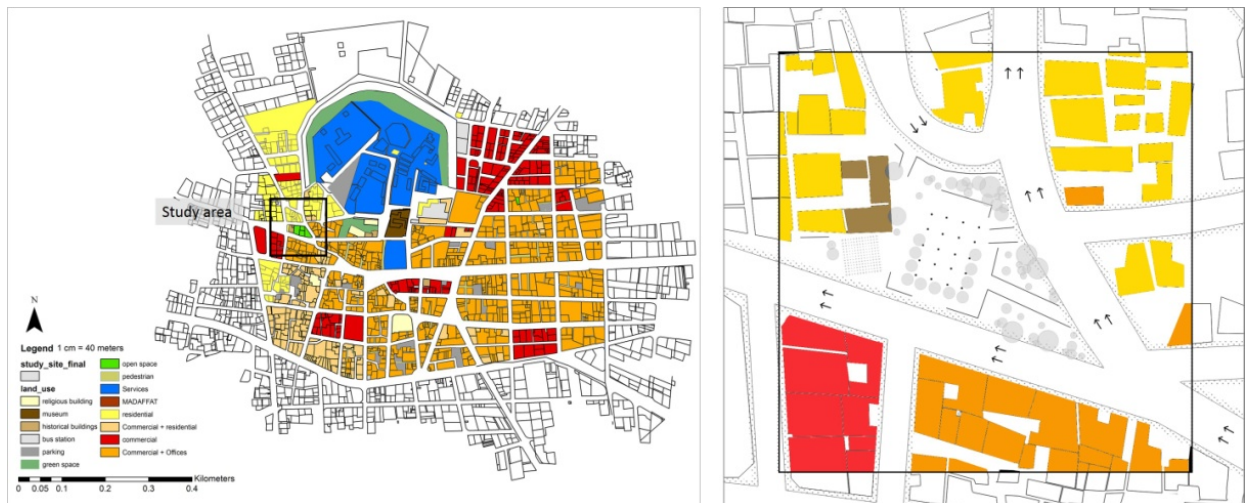 Study area
N
Legend 1 cm = 40 meters
study_site_final
land_use
religious building
museum
historical buildings
bus station
parking
green space
open space
pedestrian
Services
MADAFFAT
residential
Commercial + residential
commercial
Commercial + Offices
Kilometers
0 0.05 0.1 0.2 0.3 0.4